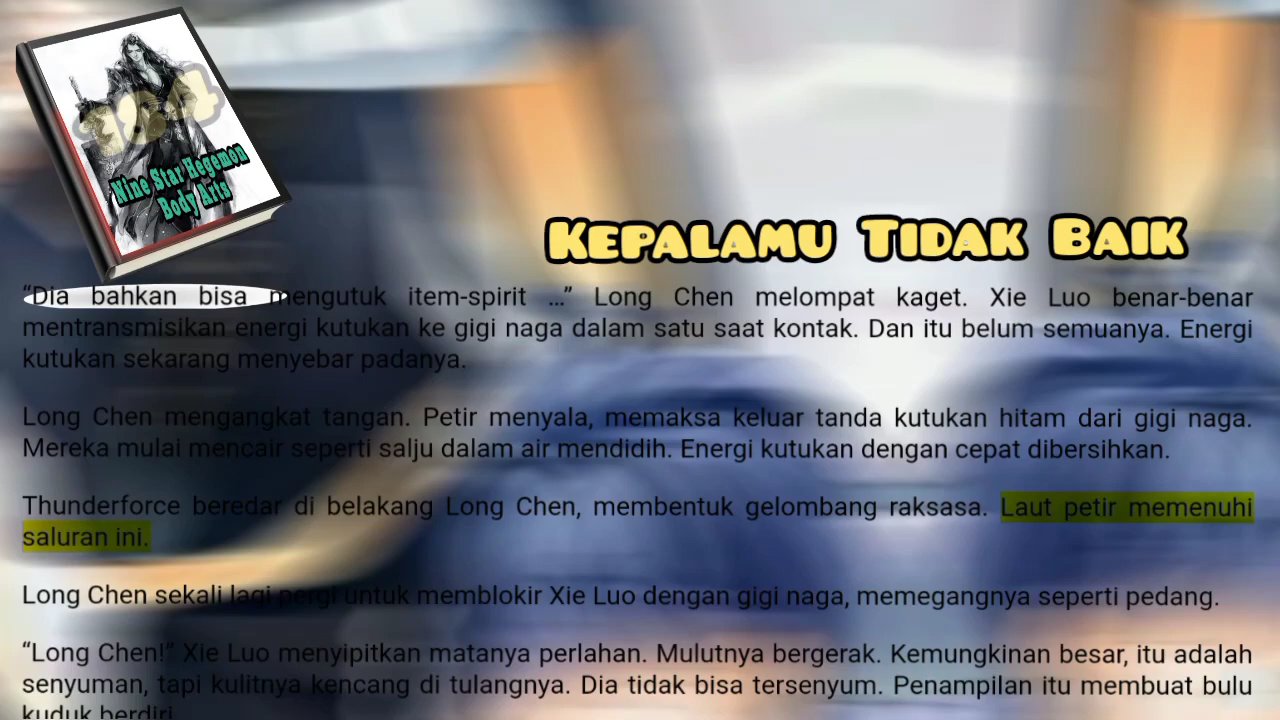 Nine Star Hegemon
Body Arts
KEPALAMU TIDAK BAIK
“Dia bahkan bisa mengutuk item-spirit ...” Long Chen melompat kaget. Xie Luo benar-benar
mentransmisikan energi kutukan ke gigi naga dalam satu saat kontak. Dan itu belum semuanya. Energi
kutukan sekarang menyebar padanya.
Long Chen mengangkat tangan. Petir menyala, memaksa keluar tanda kutukan hitam dari gigi naga.
Mereka mulai mencair seperti salju dalam air mendidih. Energi kutukan dengan cepat dibersihkan.
Thunderforce beredar di belakang Long Chen, membentuk gelombang raksasa. Laut petir memenuhi
saluran ini.
Long Chen sekali lagi pergi untuk memblokir Xie Luo dengan gigi naga, memegangnya seperti pedang.
“Long Chen!” Xie Luo menyipitkan matanya perlahan. Mulutnya bergerak. Kemungkinan besar, itu adalah
senyuman, tapi kulitnya kencang di tulangnya. Dia tidak bisa tersenyum. Penampilan itu membuat bulu
kuduk berdiri.